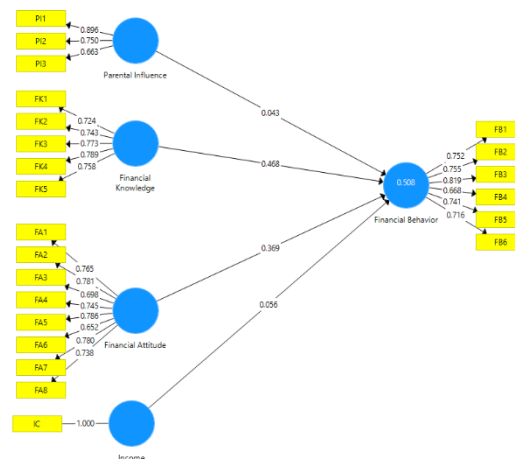 PI1
PI2
PI3
0.896
0.750
0.663
Parental Influence
FK1
FK2
FK3
FK4
FK5
0.724
0.743
0.773
0.789
0.758
Financial
Knowledge
FA1
FA2
FA3
FA4
FA5
FA6
FA7
FA8
0.765
0.781
0.698
0.745
0.786
0.652
0.780
0.738
Financial Attitude
IC
1.000
Income
0.043
0.468
0.369
0.056
0.508
Financial Behavior
0.752
0.755
0.819
0.668
0.741
0.716
FB1
FB2
FB3
FB4
FB5
FB6